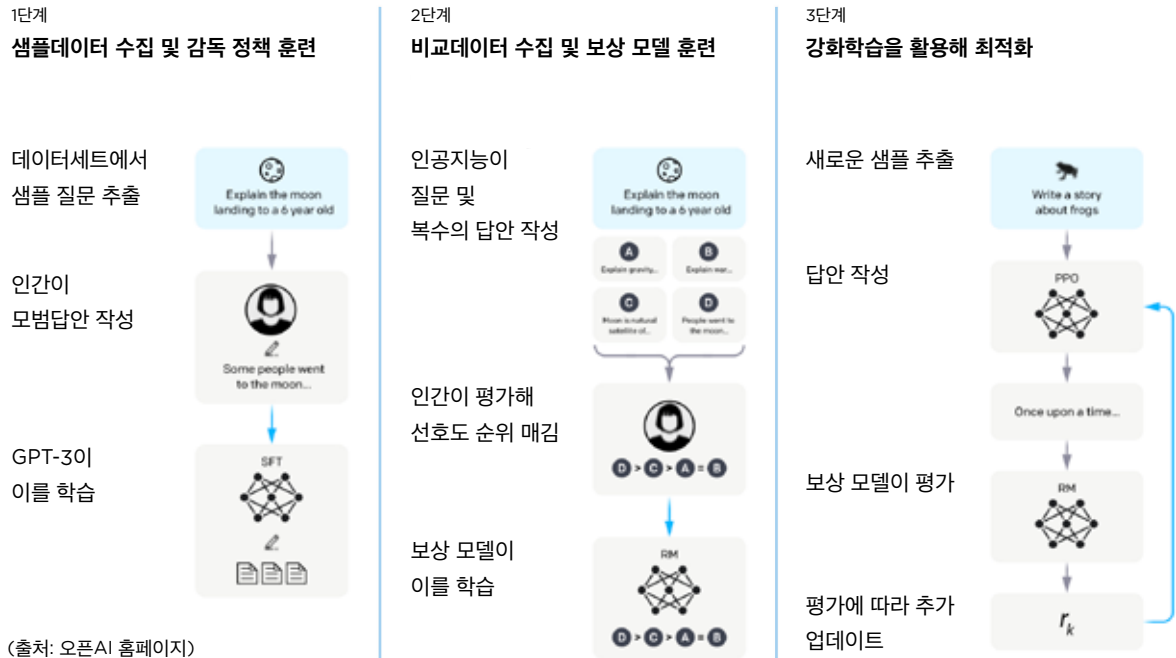 1단계
샘플데이터 수집 및 감독 정책 훈련
데이터세트에서
샘플 질문 추출
Explain the moon
landing to a 6 year old
인간이
모범답안 작성
Some people went
to the moon...
GPT-3이
이를 학습
SFT
(출처: 오픈AI 홈페이지)
2단계
비교데이터 수집 및 보상 모델 훈련
인공지능이
질문 및
복수의 답안 작성
Explain the moon
landing to a 6 year old
A
Explain gravity...
B
Explain war...
C
Moon is natural
satellite of...
D
People went to
the moon...
인간이 평가해
선호도 순위 매김
D > C > A = B
보상 모델이
이를 학습
RM
D > C > A = B
3단계
강화학습을 활용해 최적화
새로운 샘플 추출
Write a story
about frogs
답안 작성
PPO
Once upon a time...
보상 모델이 평가
RM
평가에 따라 추가
업데이트
rk